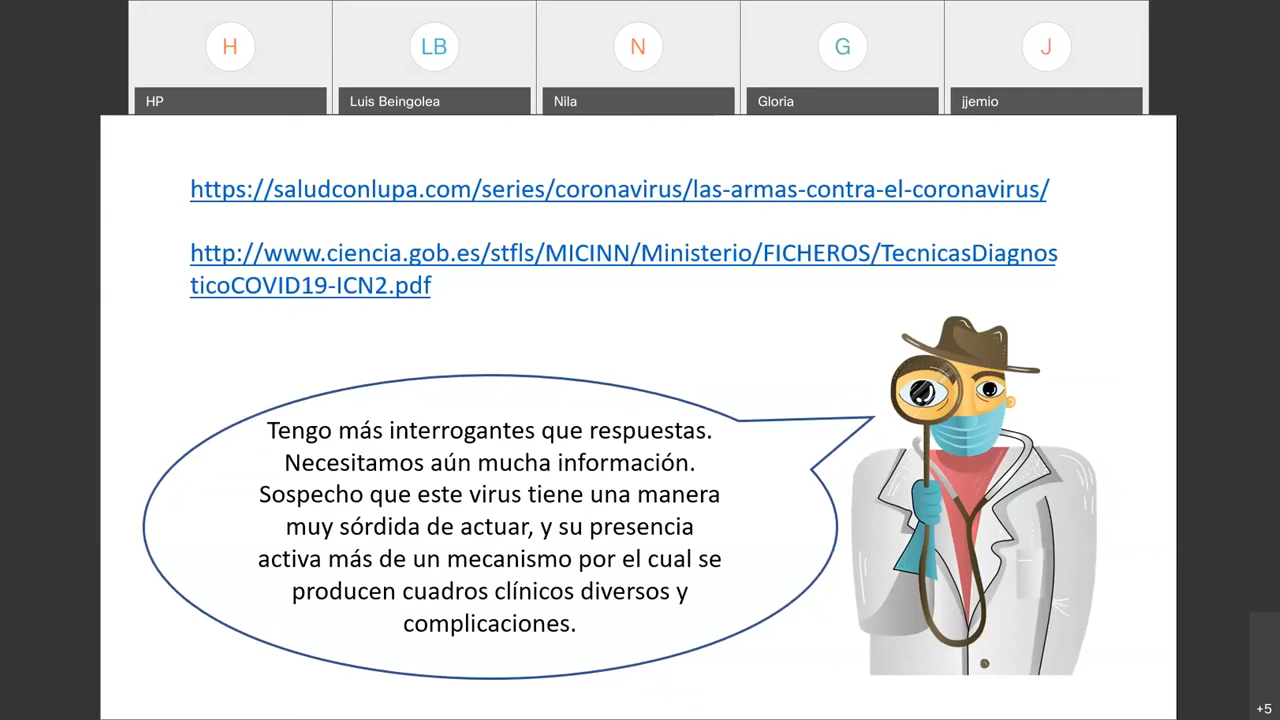 H
LB
N
G
J
HP
Luis Beingolea
Nila
Gloria
jjemio
https://saludconlupa.com/series/coronavirus/las-armas-contra-el-coronavirus/
http://www.ciencia.gob.es/stfls/MICINN/Ministerio/FICHEROS/TecnicasDiagnos
ticoCOVID19-ICN2.pdf
Tengo más interrogantes que respuestas.
Necesitamos aún mucha información.
Sospecho que este virus tiene una manera
muy sórdida de actuar, y su presencia
activa más de un mecanismo por el cual se
producen cuadros clínicos diversos y
complicaciones.
+5